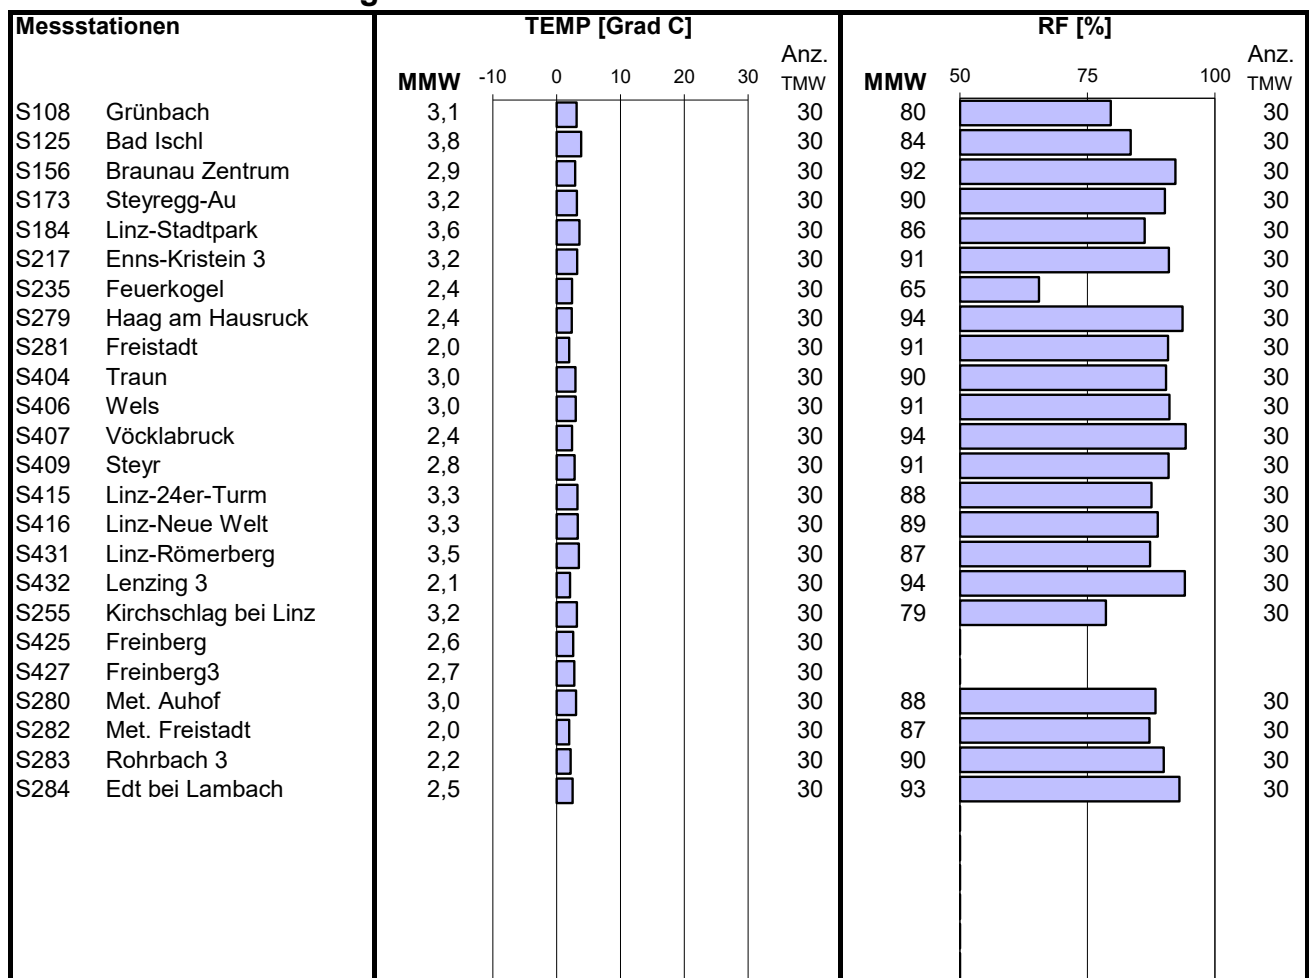 Messstationen TEMP [Grad C] RF [%]
Anz. Anz.
MMW -10 0 10 20 30 TMW MMW 50 75 100 TMW
S108 Grünbach 3,1 30 80 30
S125 Bad Ischl 3,8 30 84 30
S156 Braunau Zentrum 2,9 30 92 30
S173 Steyregg-Au 3,2 30 90 30
S184 Linz-Stadtpark 3,6 30 86 30
S217 Enns-Kristein 3 3,2 30 91 30
S235 Feuerkogel 2,4 30 65 30
S279 Haag am Hausruck 2,4 30 94 30
S281 Freistadt 2,0 30 91 30
S404 Traun 3,0 30 90 30
S406 Wels 3,0 30 91 30
S407 Vöcklabruck 2,4 30 94 30
S409 Steyr 2,8 30 91 30
S415 Linz-24er-Turm 3,3 30 88 30
S416 Linz-Neue Welt 3,3 30 89 30
S431 Linz-Römerberg 3,5 30 87 30
S432 Lenzing 3 2,1 30 94 30
S255 Kirchschlag bei Linz 3,2 30 79 30
S425 Freinberg 2,6 30
S427 Freinberg3 2,7 30
S280 Met. Auhof 3,0 30 88 30
S282 Met. Freistadt 2,0 30 87 30
S283 Rohrbach 3 2,2 30 90 30
S284 Edt bei Lambach 2,5 30 93 30